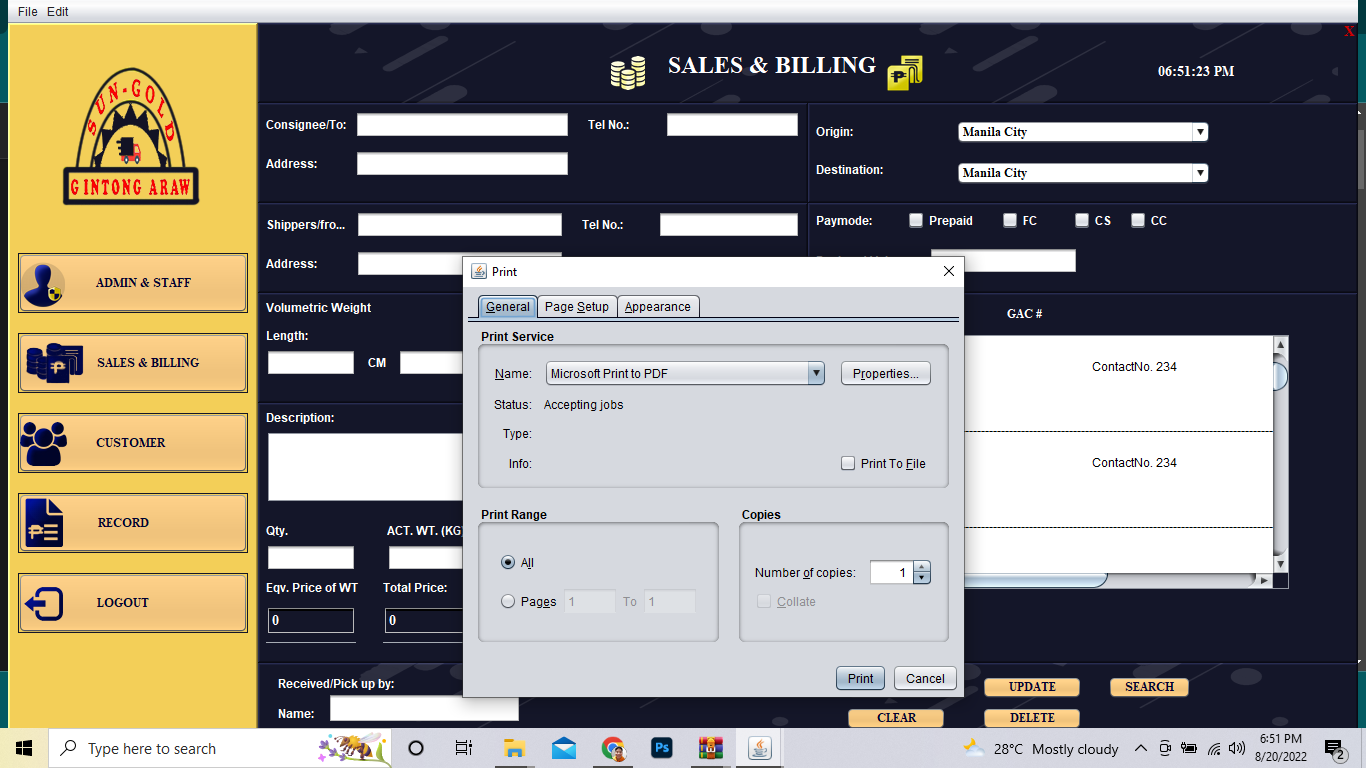 File Edit
SUN-GOLD
GINTONG ARAW
ADMIN & STAFF
SALES & BILLING
CUSTOMER
RECORD
LOGOUT
SALES & BILLING
06:51:23 PM
X
Consignee/To:
Tel No.:
Address:
Origin:
Manila City
Destination:
Manila City
Shippers/fro...
Tel No.:
Address:
Paymode:
Prepaid
FC
CS
CC
Volumetric Weight
Length:
CM
GAC #
ContactNo. 234
ContactNo. 234
Description:
Qty.
ACT. WT. (KG)
Eqv. Price of WT
Total Price:
0
0
Received/Pick up by:
Name:
UPDATE
SEARCH
CLEAR
DELETE
Print
General
Page Setup
Appearance
Print Service
Name:
Microsoft Print to PDF
Properties...
Status: Accepting jobs
Type:
Info:
Print To File
Print Range
All
Pages 1 To 1
Copies
Number of copies: 1
Collate
Print
Cancel
Type here to search
Ps
28°C Mostly cloudy
6:51 PM
8/20/2022
2